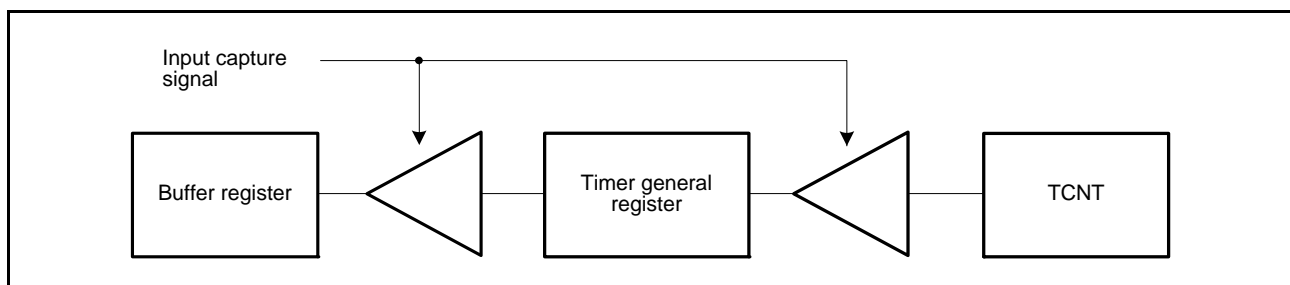 Input capture
signal
Buffer register
Timer general
register
TCNT